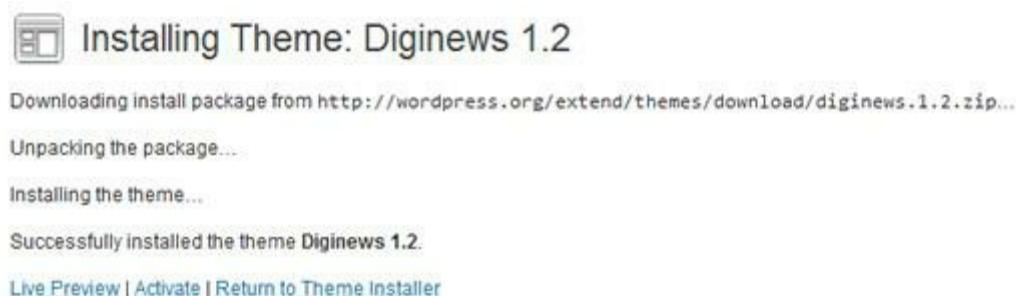 Installing Theme: Diginews 1.2
Downloading install package from http://wordpress.org/extend/themes/download/diginews.1.2.zip...
Unpacking the package...
Installing the theme...
Successfully installed the theme Diginews 1.2.
Live Preview | Activate | Return to Theme Installer